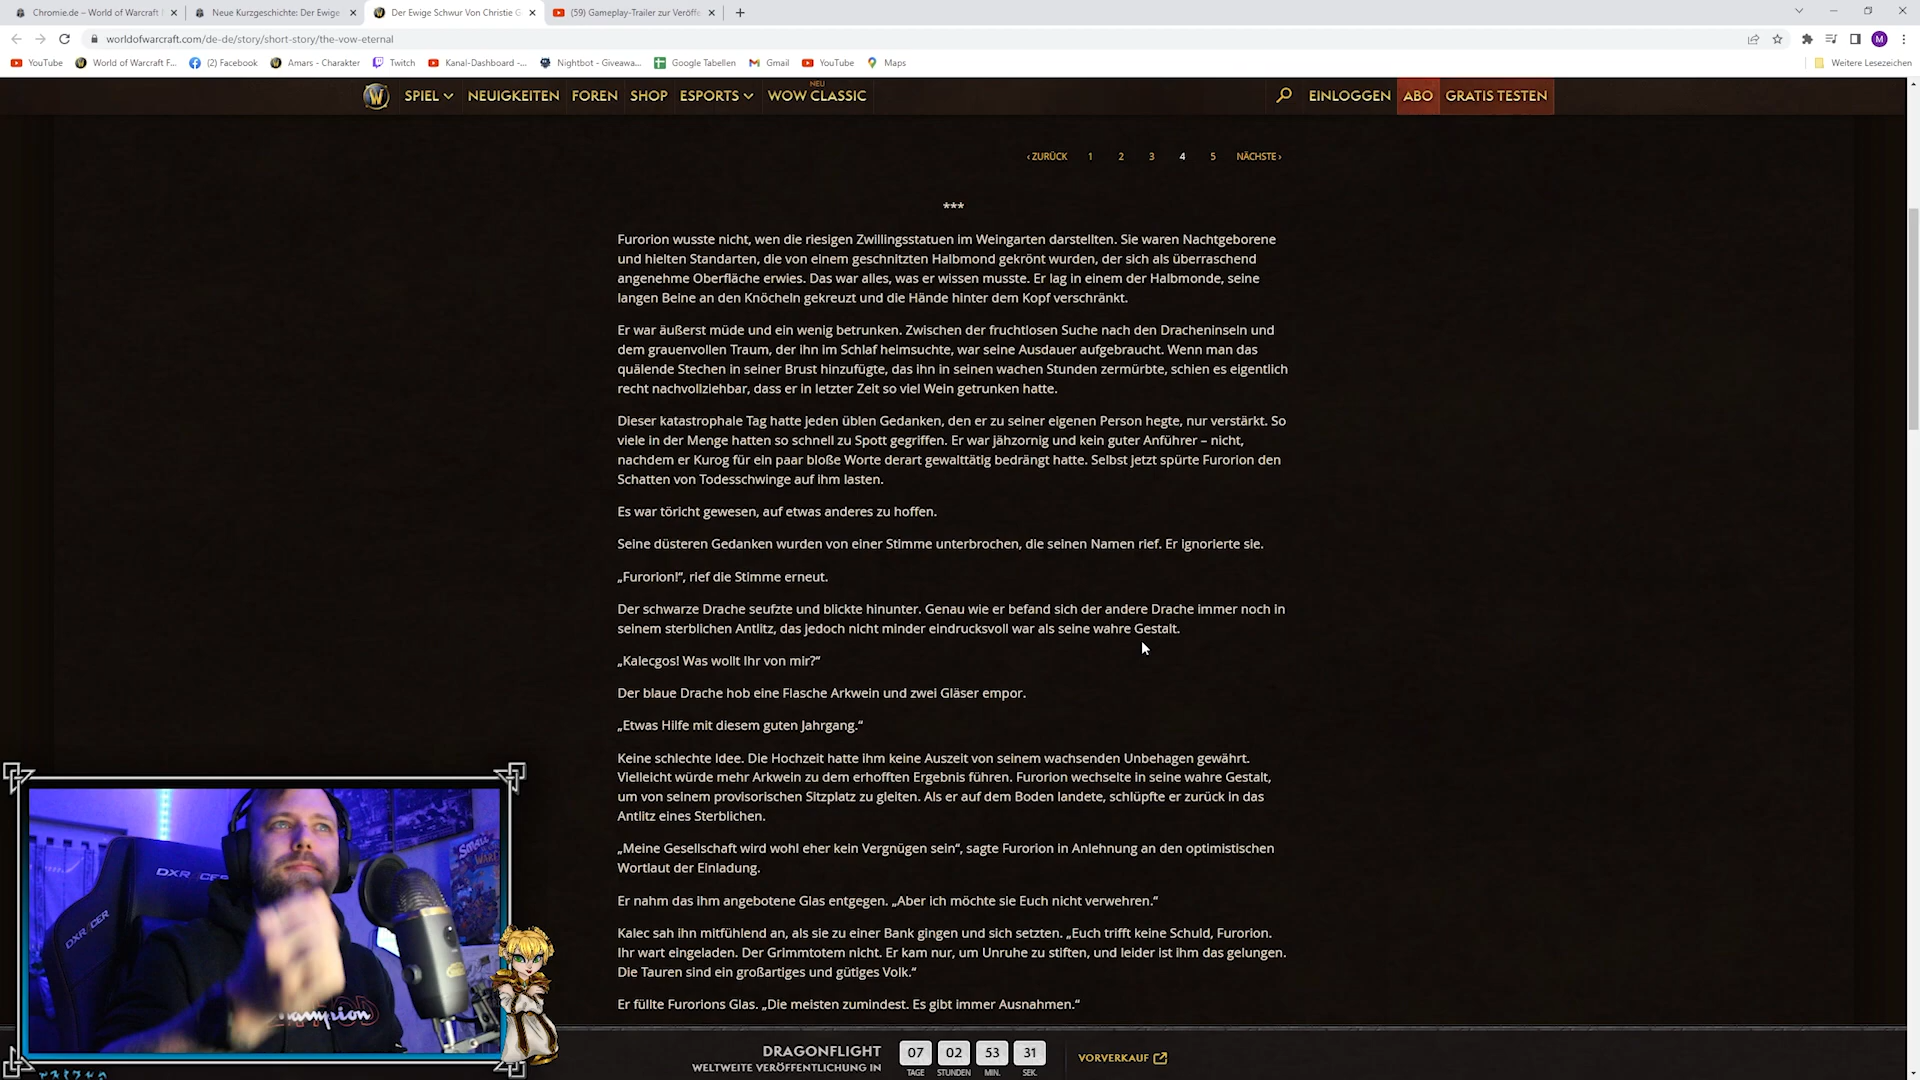 Chromie.de – World of Warcraft
Neue Kurzgeschichte: Der Ewige
Der Ewige Schwur Von Christie G
(59) Gameplay-Trailer zur Veröffe
worldofwarcraft.com/de-de/story/short-story/the-vow-eternal
M
YouTube
World of Warcraft F...
(2) Facebook
Amars - Charakter
Twitch
Kanal-Dashboard -...
Nightbot - Giveawa...
Google Tabellen
Gmail
YouTube
Maps
Weitere Lesezeichen
W
SPIEL
NEUIGKEITEN
FOREN
SHOP
ESPORTS
NEU
WOW CLASSIC
EINLOGGEN
ABO
GRATIS TESTEN
‹ ZURÜCK 1 2 3 4 5 NÄCHSTE ›
***
Furorion wusste nicht, wen die riesigen Zwillingsstatuen im Weingarten darstellten. Sie waren Nachtgeborene
und hielten Standarten, die von einem geschnitzten Halbmond gekrönt wurden, der sich als überraschend
angenehme Oberfläche erwies. Das war alles, was er wissen musste. Er lag in einem der Halbmonde, seine
langen Beine an den Knöcheln gekreuzt und die Hände hinter dem Kopf verschränkt.
Er war äußerst müde und ein wenig betrunken. Zwischen der fruchtlosen Suche nach den Dracheninseln und
dem grauenvollen Traum, der ihn im Schlaf heimsuchte, war seine Ausdauer aufgebraucht. Wenn man das
quälende Stechen in seiner Brust hinzufügte, das ihn in seinen wachen Stunden zermürbte, schien es eigentlich
recht nachvollziehbar, dass er in letzter Zeit so viel Wein getrunken hatte.
Dieser katastrophale Tag hatte jeden üblen Gedanken, den er zu seiner eigenen Person hegte, nur verstärkt. So
viele in der Menge hatten so schnell zu Spott gegriffen. Er war jähzornig und kein guter Anführer – nicht,
nachdem er Kurog für ein paar bloße Worte derart gewalttätig bedrängt hatte. Selbst jetzt spürte Furorion den
Schatten von Todesschwinge auf ihm lasten.
Es war töricht gewesen, auf etwas anderes zu hoffen.
Seine düsteren Gedanken wurden von einer Stimme unterbrochen, die seinen Namen rief. Er ignorierte sie.
„Furorion!“, rief die Stimme erneut.
Der schwarze Drache seufzte und blickte hinunter. Genau wie er befand sich der andere Drache immer noch in
seinem sterblichen Antlitz, das jedoch nicht minder eindrucksvoll war als seine wahre Gestalt.
„Kalecgos! Was wollt Ihr von mir?“
Der blaue Drache hob eine Flasche Arkwein und zwei Gläser empor.
„Etwas Hilfe mit diesem guten Jahrgang.“
Keine schlechte Idee. Die Hochzeit hatte ihm keine Auszeit von seinem wachsenden Unbehagen gewährt.
Vielleicht würde mehr Arkwein zu dem erhofften Ergebnis führen. Furorion wechselte in seine wahre Gestalt,
um von seinem provisorischen Sitzplatz zu gleiten. Als er auf dem Boden landete, schlüpfte er zurück in das
Antlitz eines Sterblichen.
„Meine Gesellschaft wird wohl eher kein Vergnügen sein“, sagte Furorion in Anlehnung an den optimistischen
Wortlaut der Einladung.
Er nahm das ihm angebotene Glas entgegen. „Aber ich möchte sie Euch nicht verwehren.“
Kalec sah ihn mitfühlend an, als sie zu einer Bank gingen und sich setzten. „Euch trifft keine Schuld, Furorion.
Ihr wart eingeladen. Der Grimmtotem nicht. Er kam nur, um Unruhe zu stiften, und leider ist ihm das gelungen.
Die Tauren sind ein großartiges und gütiges Volk.“
Er füllte Furorions Glas. „Die meisten zumindest. Es gibt immer Ausnahmen.“
DXRACER
DXRACER
Champion
DRAGONFLIGHT
WELTWEITE VERÖFFENTLICHUNG IN
07 02 53 31
TAGE STUNDEN MIN. SEK.
VORVERKAUF